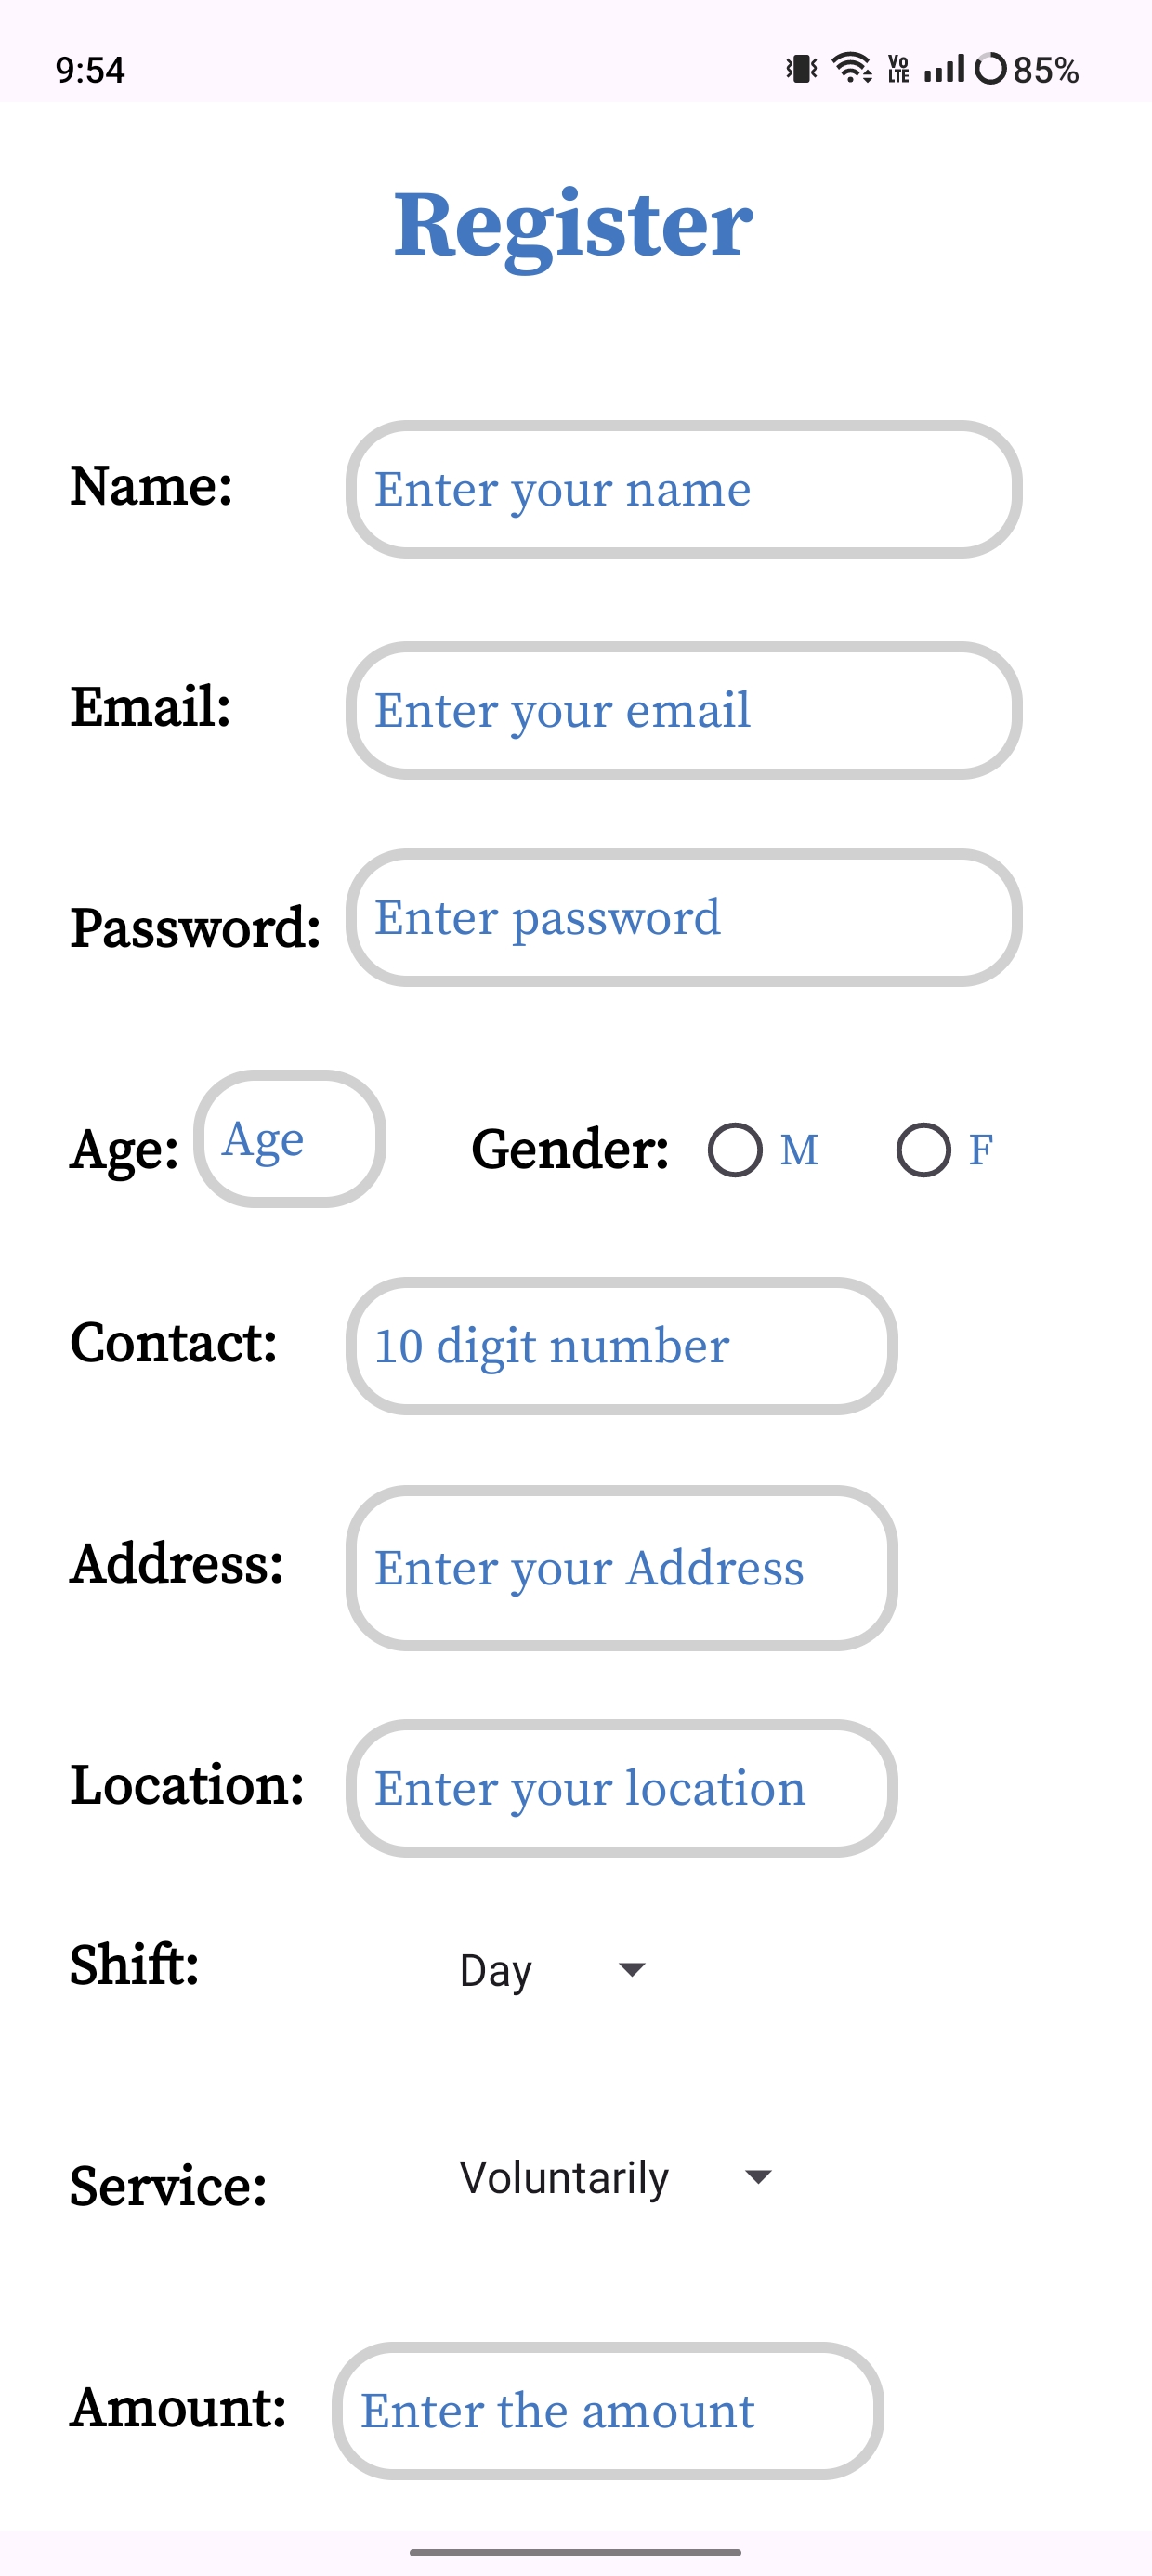 9:54 Vo LTE 85%
Register
Name: Enter your name
Email: Enter your email
Password: Enter password
Age: Age Gender: M F
Contact: 10 digit number
Address: Enter your Address
Location: Enter your location
Shift: Day
Service: Voluntarily
Amount: Enter the amount